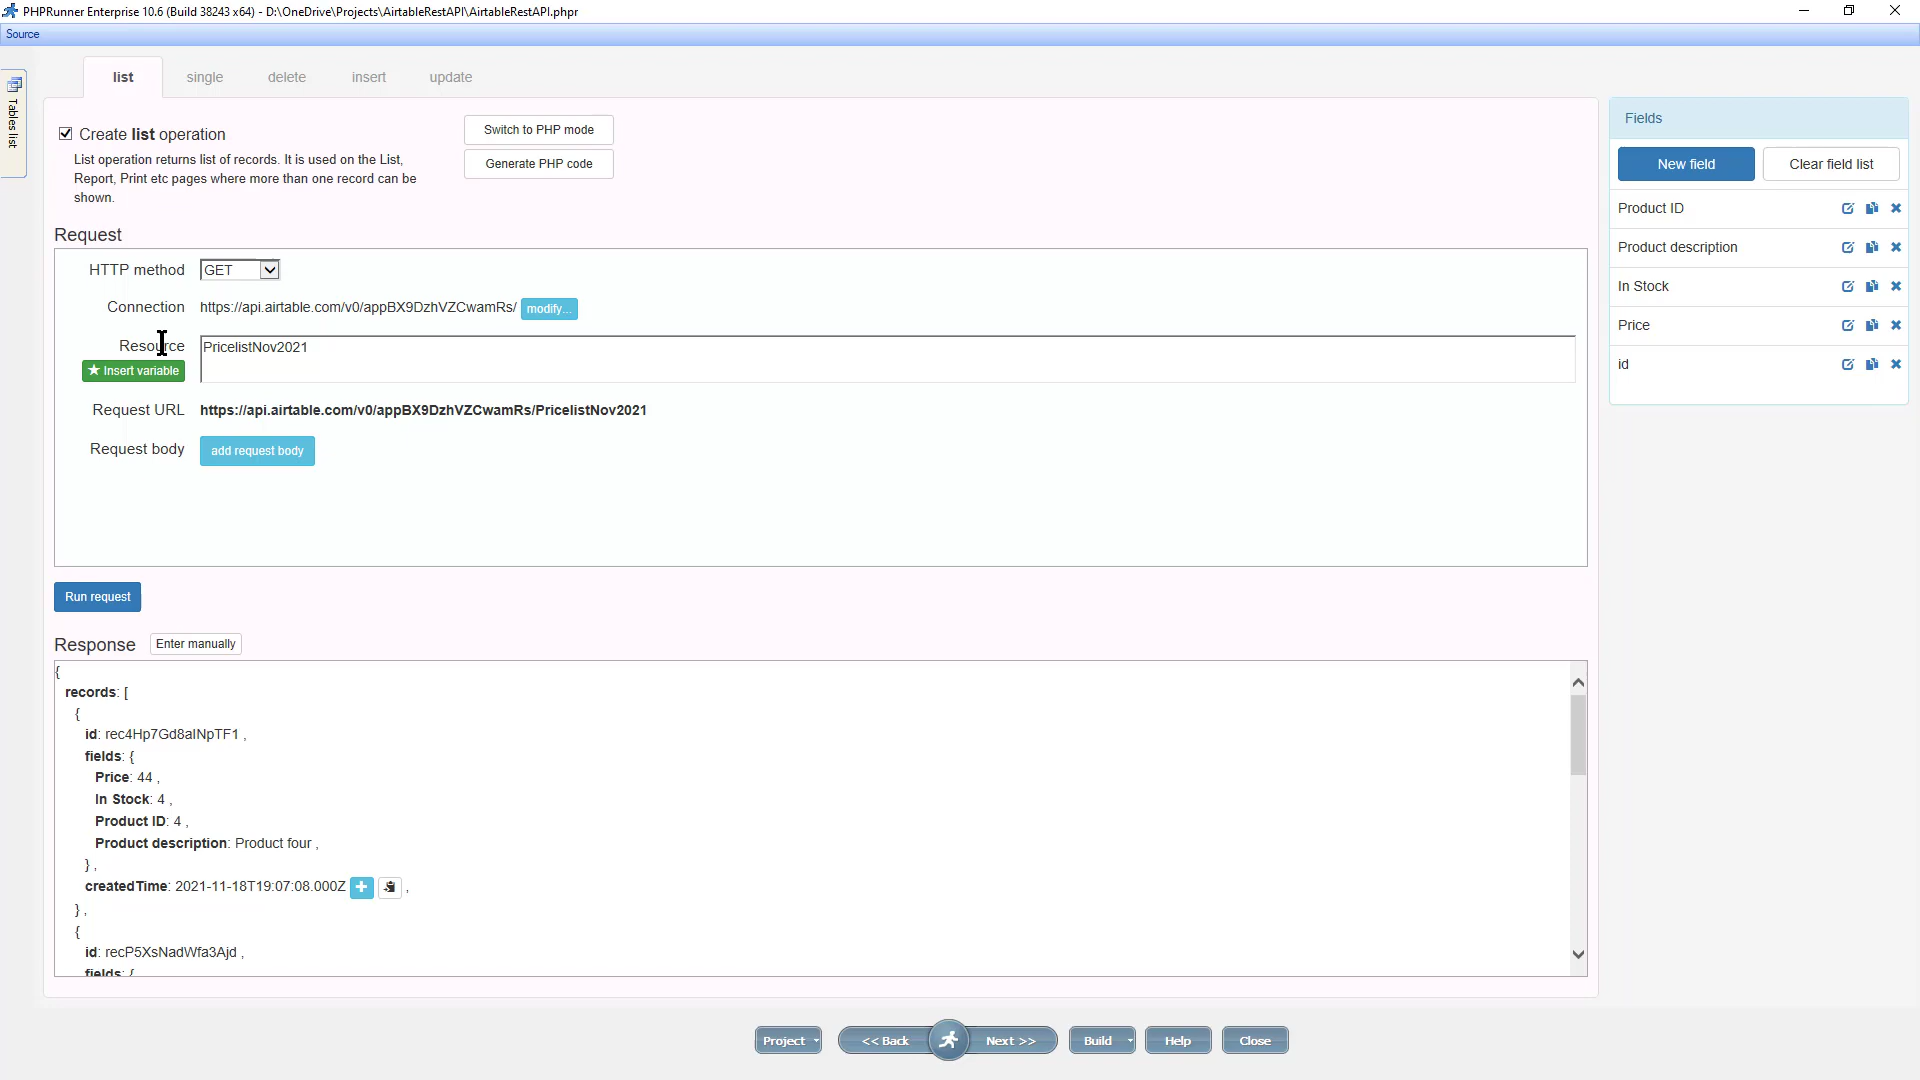 PHPRunner Enterprise 10.6 (Build 38243 x64) - D:\OneDrive\Projects\AirtableRestAPI\AirtableRestAPI.phpr
Source
Tables list
list single delete insert update
Create list operation
List operation returns list of records. It is used on the List,
Report, Print etc pages where more than one record can be
shown.
Switch to PHP mode
Generate PHP code
Request
HTTP method GET
Connection https://api.airtable.com/v0/appBX9DzhVZCwamRs/ modify...
Resource PricelistNov2021
Insert variable
Request URL https://api.airtable.com/v0/appBX9DzhVZCwamRs/PricelistNov2021
Request body add request body
Run request
Response Enter manually
{
records: [
{
id: rec4Hp7Gd8aINpTF1 ,
fields: {
Price: 44 ,
In Stock: 4 ,
Product ID: 4 ,
Product description: Product four ,
} ,
createdTime: 2021-11-18T19:07:08.000Z ,
} ,
{
id: recP5XsNadWfa3Ajd ,
fields: {
Fields
New field Clear field list
Product ID
Product description
In Stock
Price
id
Project << Back Next >> Build Help Close